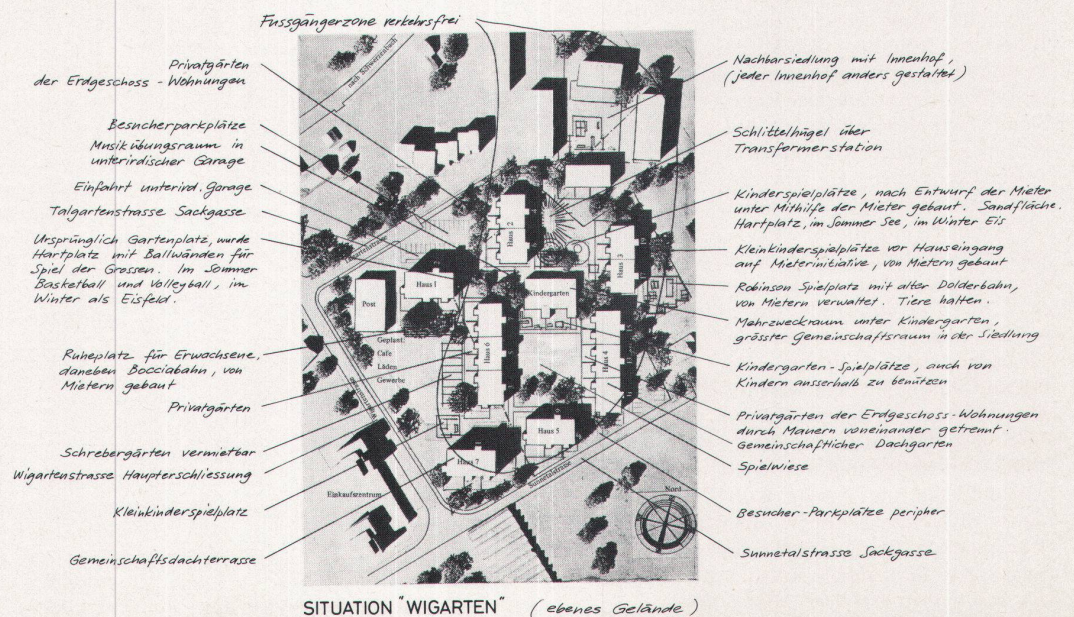 Fussgängerzone verkehrsfrei
Privatgärten
der Erdgeschoss-Wohnungen
Besucherparkplätze
Musikübungsraum in
unterirdischer Garage
Einfahrt unterird. Garage
Talgartenstrasse Sackgasse
Ursprünglich Gartenplatz, wurde
Hartplatz mit Ballwänden für
Spiel der Grossen. Im Sommer
Basketball und Volleyball, im
Winter als Eisfeld.
Ruheplatz für Erwachsene,
daneben Bocciabahn, von
Mietern gebaut
Privatgärten
Schrebergärten vermietbar
Wigartenstrasse Haupterschliessung
Kleinkinderspielplatz
Gemeinschaftsdachterrasse
nach Schwerzenbach
Haus 2
Haus 3
Haus 1
Post
Kindergarten
Geplant:
Cafe
Läden
Gewerbe
Haus 6
Haus 4
Haus 5
Haus 7
Sunnetalstrasse
Eiskaufszentrum
Nord
Nachbarsiedlung mit Innenhof,
(jeder Innenhof anders gestaltet)
Schlittelhügel über
Transformerstation
Kinderspielplätze, nach Entwurf der Mieter
unter Mithilfe der Mieter gebaut. Sandfläche.
Hartplatz, im Sommer See, im Winter Eis
Kleinkinderspielplätze vor Hauseingang
auf Mieterinitiative, von Mietern gebaut
Robinson Spielplatz mit alter Dolderbahn,
von Mietern verwaltet. Tiere halten.
Mehrzweckraum unter Kindergarten,
grösster Gemeinschaftsraum in der Siedlung
Kindergarten-Spielplätze, auch von
Kindern ausserhalb zu benützen
Privatgärten der Erdgeschoss-Wohnungen
durch Mauern voneinander getrennt.
Gemeinschaftlicher Dachgarten
Spielwiese
Besucher-Parkplätze peripher
Sunnetalstrasse Sackgasse
SITUATION "WIGARTEN" (ebenes Gelände)